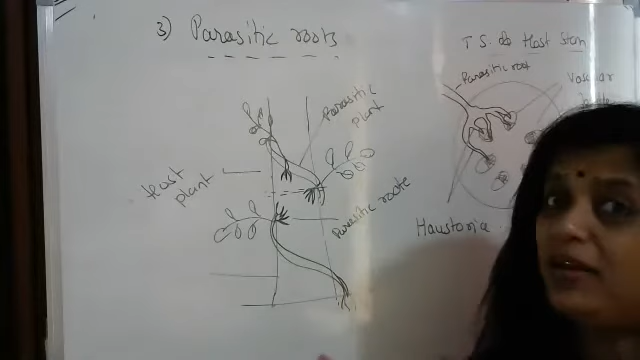 3) Parasitic roots
T.S. of Host stem
Parasitic root
Vascular
Parasitic
plant
Host
plant
Parasitic roots
Haustoria